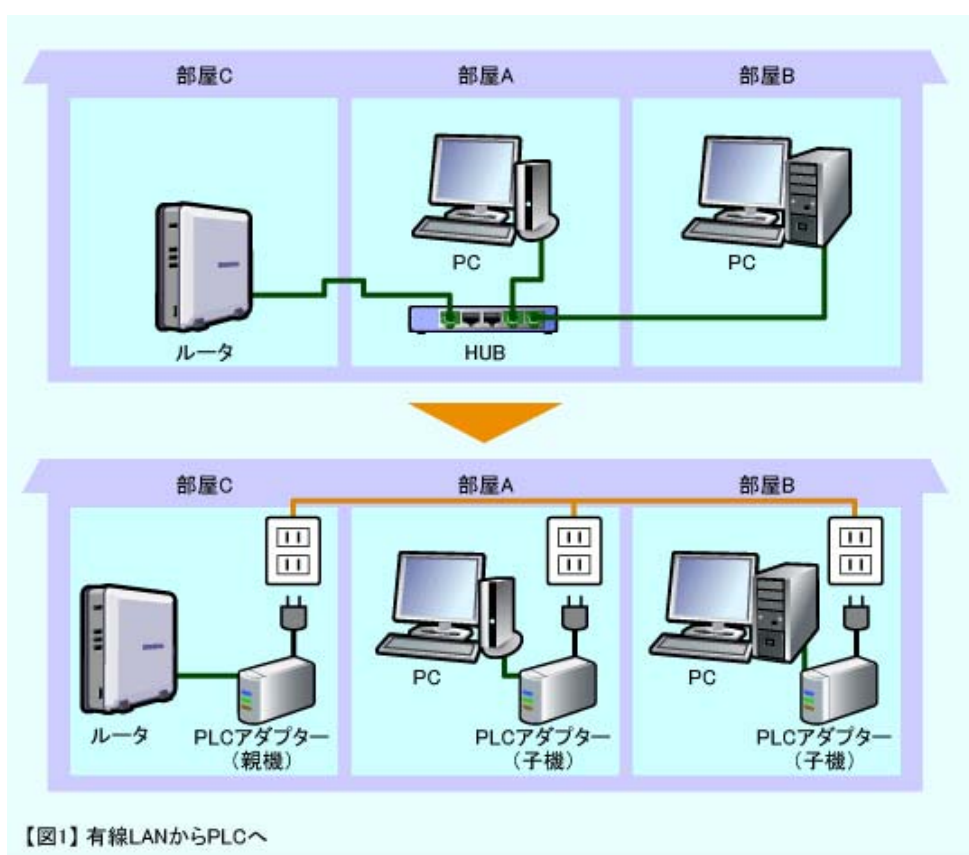 部屋C 部屋A 部屋B
PC PC
ルータ HUB
部屋C 部屋A 部屋B
PC PC
ルータ PLCアダプター PLCアダプター PLCアダプター
(親機) (子機) (子機)
【図1】有線LANからPLCへ